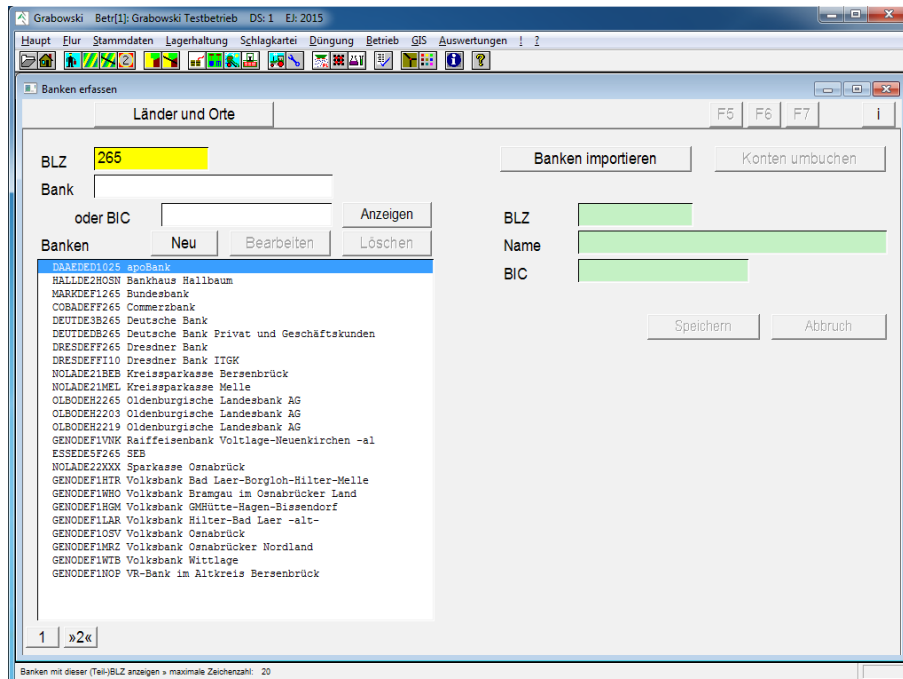 Grabowski Betr[1]: Grabowski Testbetrieb DS: 1 EJ: 2015
Haupt Flur Stammdaten Lagerhaltung Schlagkartei Düngung Betrieb GIS Auswertungen ! ?
Banken erfassen
Länder und Orte F5 F6 F7 i
BLZ 265
Banken importieren Konten umbuchen
Bank
oder BIC Anzeigen
BLZ
Banken Neu Bearbeiten Löschen
Name
BIC
DAAEDED1025 apoBank
HALLDE2HOSN Bankhaus Hallbaum
MARKDEF1265 Bundesbank
COBADEFF265 Commerzbank
DEUTDE3B265 Deutsche Bank
DEUTDEDB265 Deutsche Bank Privat und Geschäftskunden
DRESDEFF265 Dresdner Bank
DRESDEFFI10 Dresdner Bank ITGK
NOLADE21BEB Kreissparkasse Bersenbrück
NOLADE21MEL Kreissparkasse Melle
OLBODEH2265 Oldenburgische Landesbank AG
OLBODEH2203 Oldenburgische Landesbank AG
OLBODEH2219 Oldenburgische Landesbank AG
GENODEF1VNK Raiffeisenbank Voltlage-Neuenkirchen -al
ESSEDE5F265 SEB
NOLADE22XXX Sparkasse Osnabrück
GENODEF1HTR Volksbank Bad Laer-Borgloh-Hilter-Melle
GENODEF1WHO Volksbank Bramgau im Osnabrücker Land
GENODEF1HGM Volksbank GMHütte-Hagen-Bissendorf
GENODEF1LAR Volksbank Hilter-Bad Laer -alt-
GENODEF1OSV Volksbank Osnabrück
GENODEF1MRZ Volksbank Osnabrücker Nordland
GENODEF1WTB Volksbank Wittlage
GENODEF1NOP VR-Bank im Altkreis Bersenbrück
Speichern Abbruch
1 »2«
Banken mit dieser (Teil-)BLZ anzeigen » maximale Zeichenzahl: 20